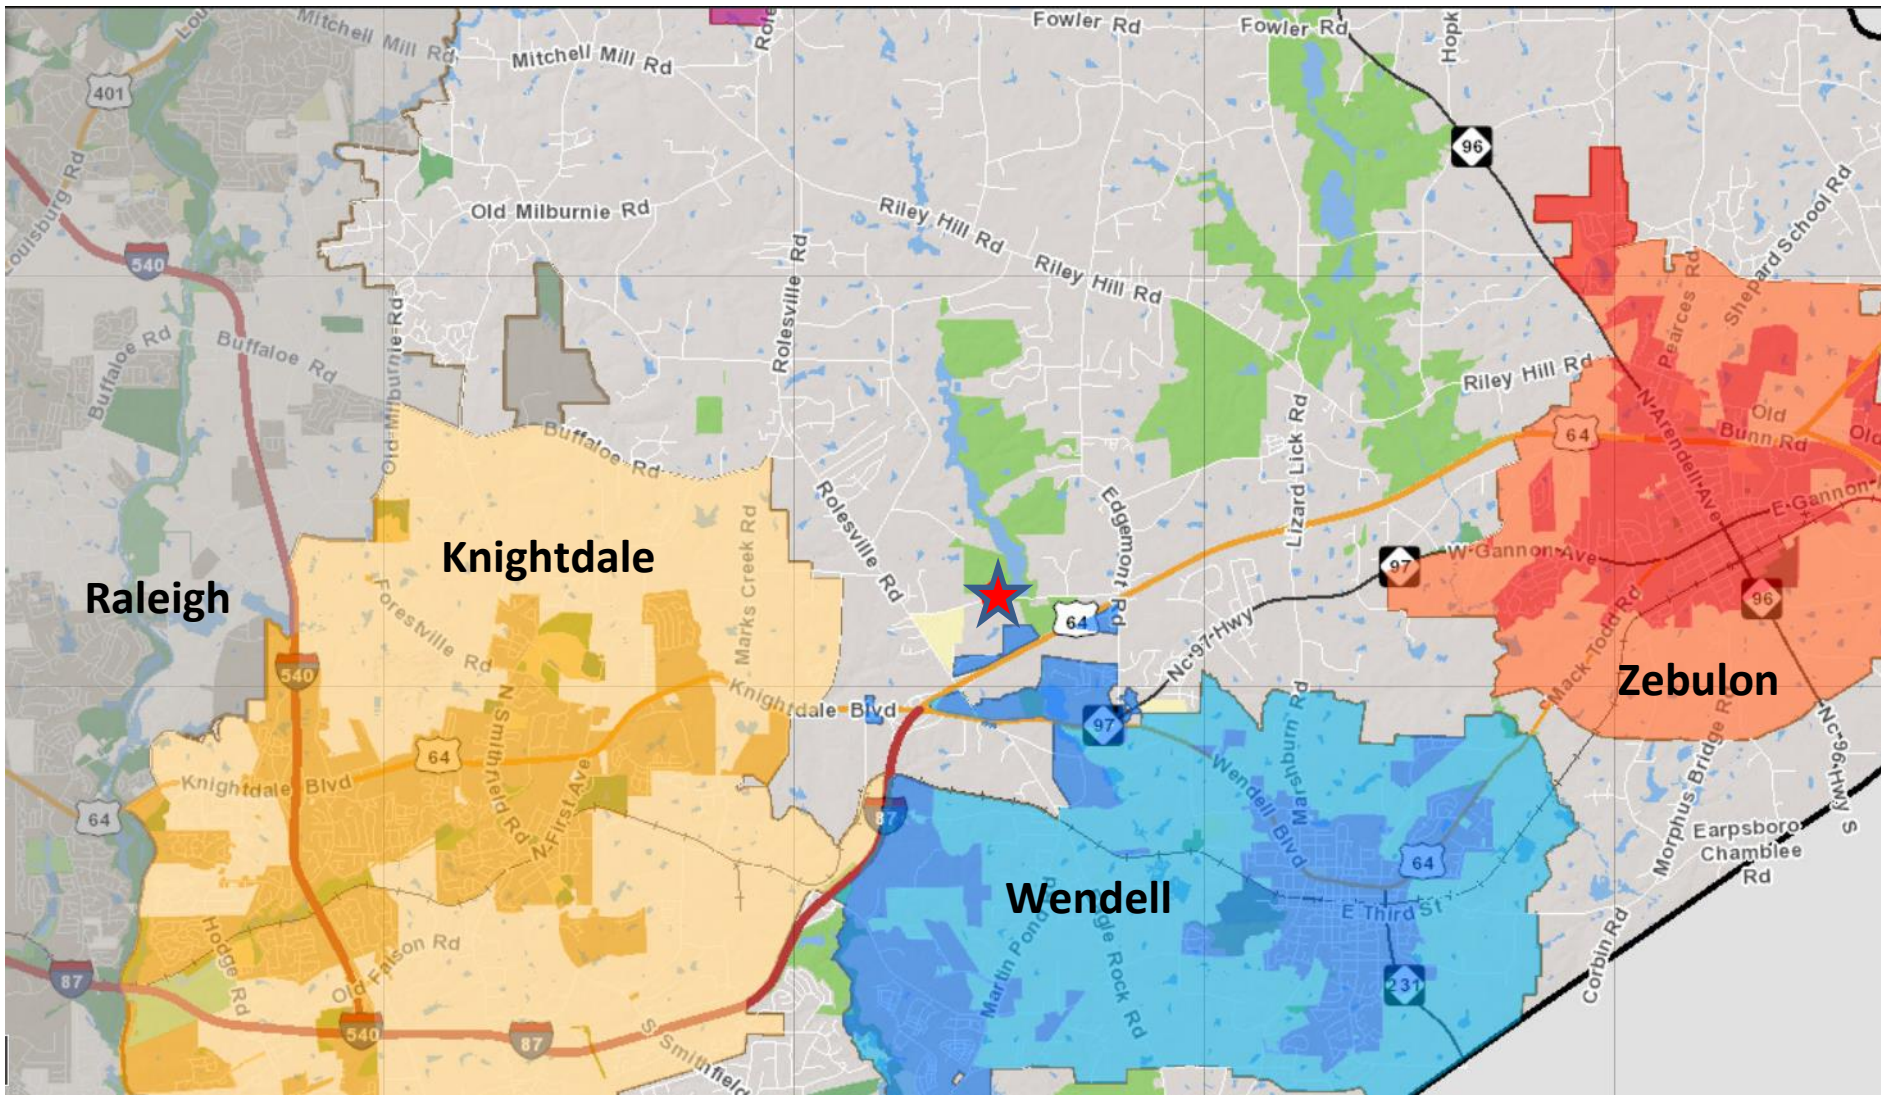 Mitchell Mill Rd
Fowler Rd
Fowler Rd
Mitchell Mill Rd
401
96
Louisburg Rd
Old Milburnie Rd
Riley Hill Rd
Riley Hill Rd
Shepard School Rd
540
Rolesville Rd
Pearces Rd
Buffaloe Rd
Buffaloe Rd
Old Milburnie Rd
Riley Hill Rd
N Arendell Ave
Old
Bunn Rd
Old
64
Buffaloe Rd
Lizard Lick Rd
Rolesville Rd
Edgemont Rd
Marks Creek Rd
E Gannon
Knightdale
W Gannon Ave
97
Raleigh
Forestville Rd
64
96
Nc 97 Hwy
Mack Todd Rd
540
Zebulon
Knightdale Blvd
97
N Smithfield Rd
64
Knightdale Blvd
Wendell Blvd
Marshburn Rd
Morphus Bridge Rd
Nc 96 Hwy S
N First Ave
87
64
Earpsboro
Chamblee
Rd
64
Wendell
E Third St
Hodge Rd
Old Faison Rd
Martin Pond Rd
Eagle Rock Rd
Corbin Rd
87
231
540
87
S Smithfield